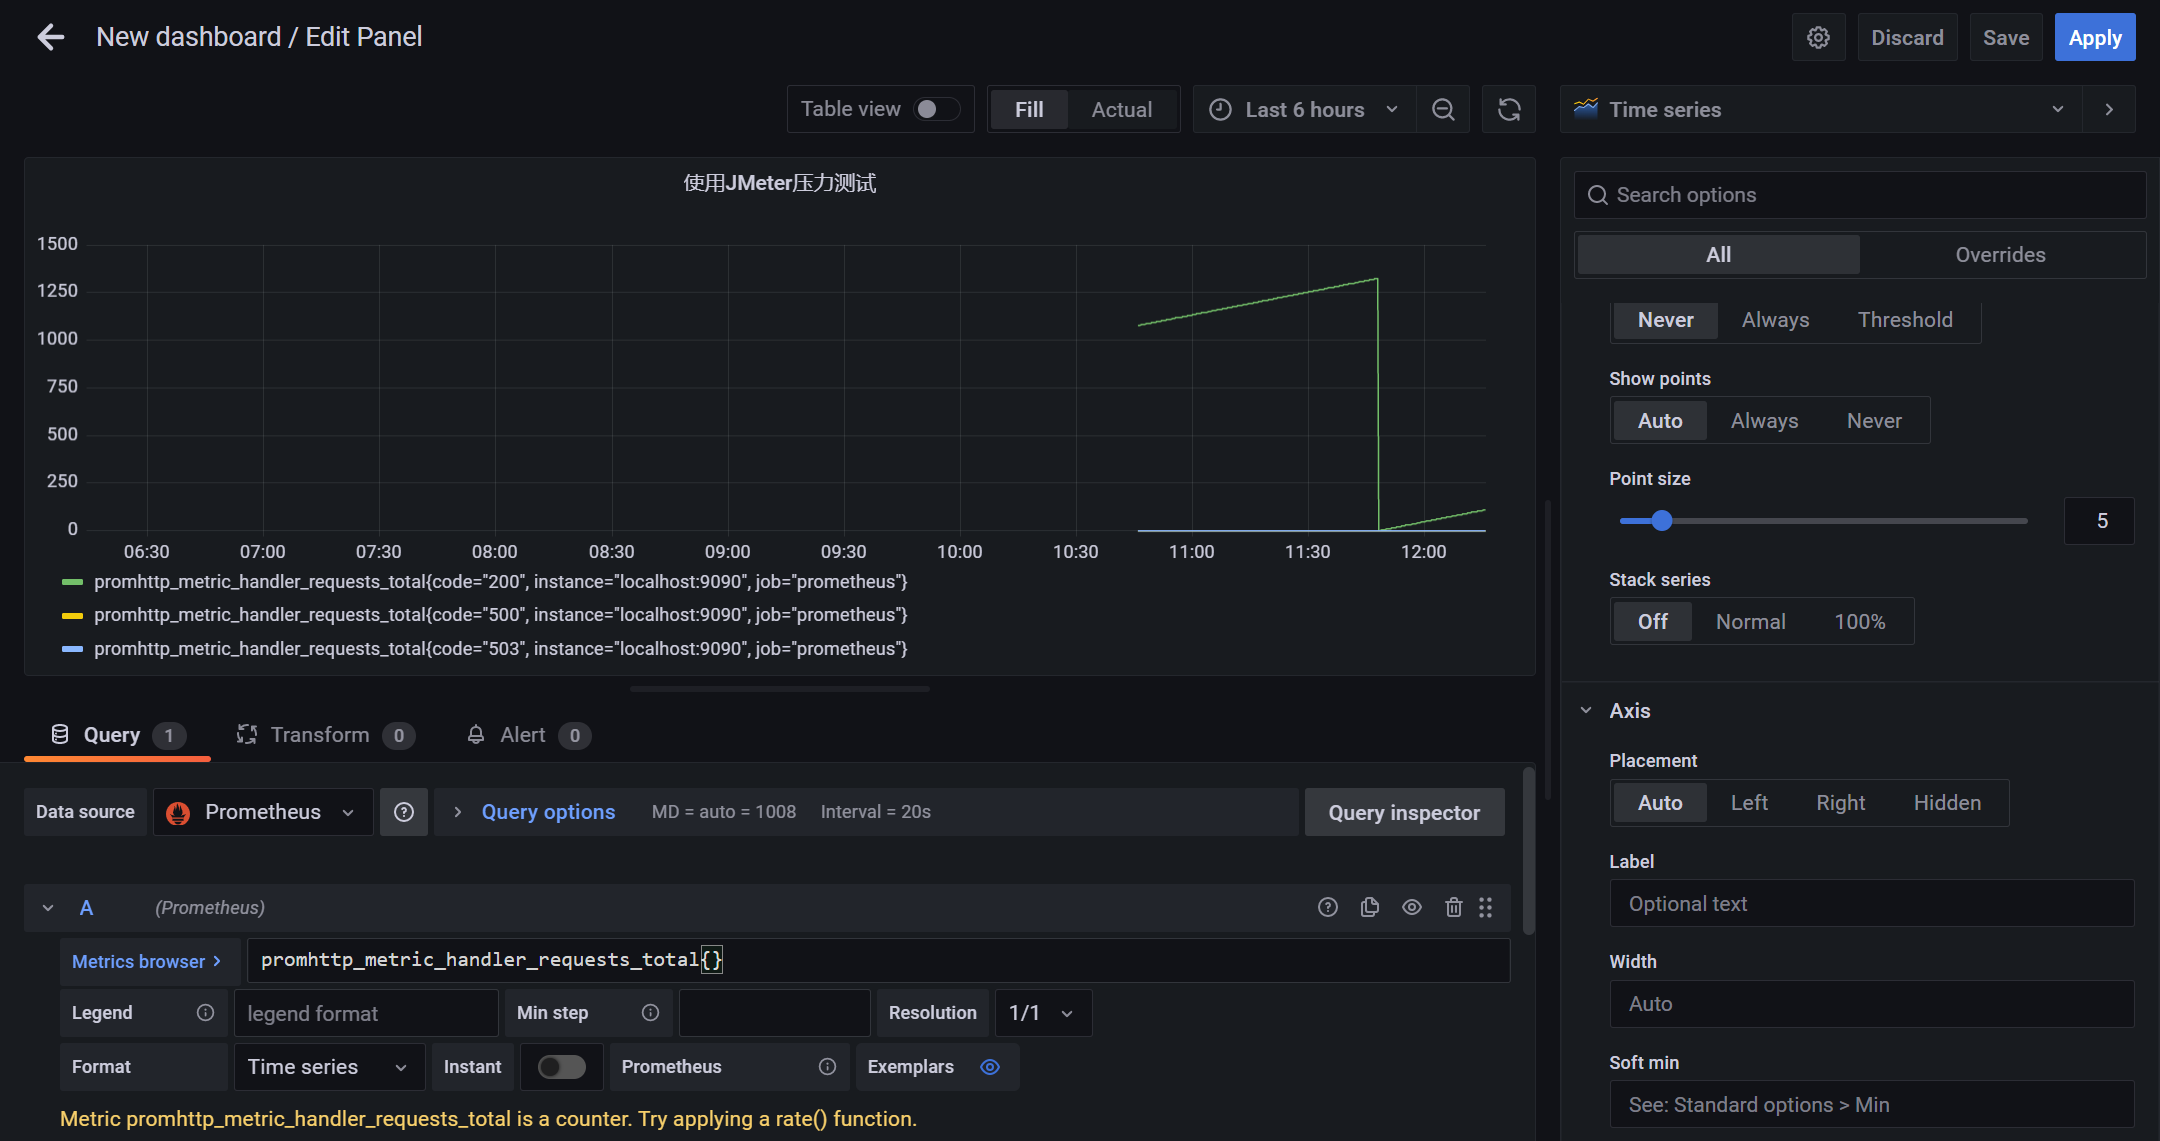 New dashboard / Edit Panel
Discard
Save
Apply
Table view
Fill
Actual
Last 6 hours
Time series
使用JMeter压力测试
1500
1250
1000
750
500
250
0
06:30
07:00
07:30
08:00
08:30
09:00
09:30
10:00
10:30
11:00
11:30
12:00
promhttp_metric_handler_requests_total{code="200", instance="localhost:9090", job="prometheus"}
promhttp_metric_handler_requests_total{code="500", instance="localhost:9090", job="prometheus"}
promhttp_metric_handler_requests_total{code="503", instance="localhost:9090", job="prometheus"}
Query 1
Transform 0
Alert 0
Data source
Prometheus
Query options
MD = auto = 1008
Interval = 20s
Query inspector
A
(Prometheus)
Metrics browser >
promhttp_metric_handler_requests_total{}
Legend
legend format
Min step
Resolution
1/1
Format
Time series
Instant
Prometheus
Exemplars
Metric promhttp_metric_handler_requests_total is a counter. Try applying a rate() function.
Search options
All
Overrides
Never
Always
Threshold
Show points
Auto
Always
Never
Point size
5
Stack series
Off
Normal
100%
Axis
Placement
Auto
Left
Right
Hidden
Label
Optional text
Width
Auto
Soft min
See: Standard options > Min